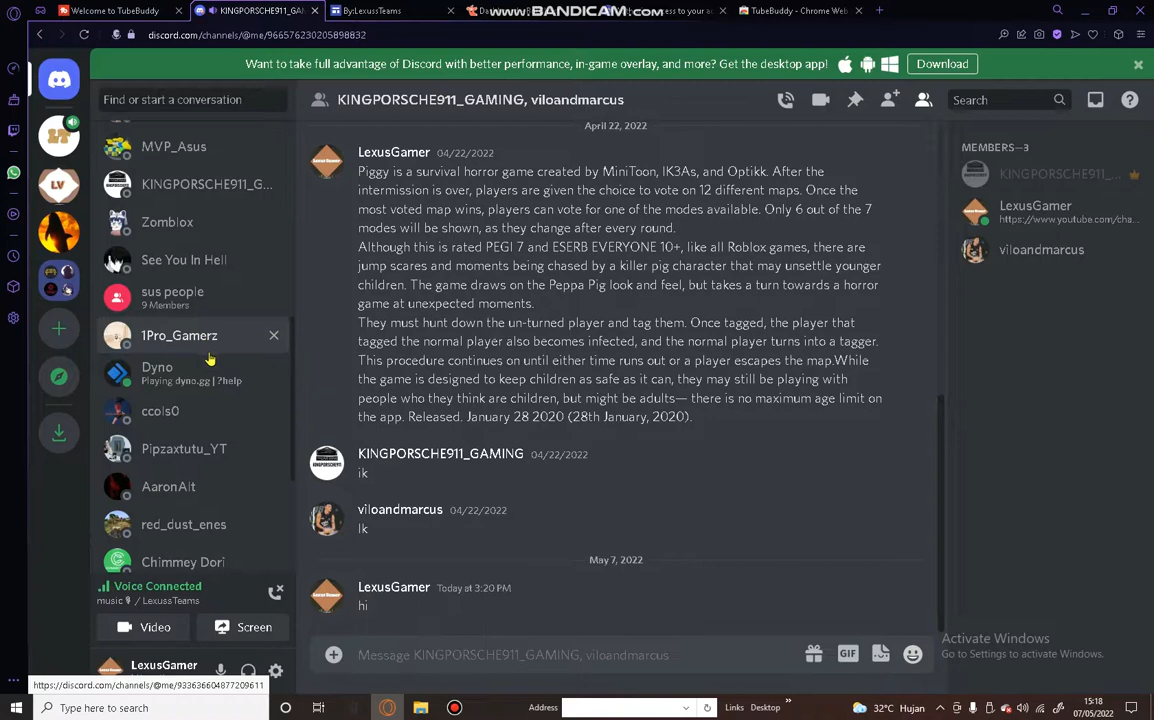 Welcome to TubeBuddy
KINGPORSCHE911_GA
By:LexussTeams
www.BANDICAM.com
TubeBuddy - Chrome Web
discord.com/channels/@me/966576230205898832
Want to take full advantage of Discord with better performance, in-game overlay, and more? Get the desktop app!
Download
Find or start a conversation
KINGPORSCHE911_GAMING, viloandmarcus
Search
LT
LV
MVP_Asus
KINGPORSCHE911_G...
Zomblox
See You In Hell
sus people
9 Members
1Pro_Gamerz
Dyno
Playing dyno.gg | ?help
ccols0
Pipzaxtutu_YT
AaronAlt
red_dust_enes
Chimmey Dori
Voice Connected
music / LexussTeams
Video
Screen
LexusGamer
https://discord.com/channels/@me/933636604877209611
April 22, 2022
LexusGamer 04/22/2022
Piggy is a survival horror game created by MiniToon, IK3As, and Optikk. After the
intermission is over, players are given the choice to vote on 12 different maps. Once the
most voted map wins, players can vote for one of the modes available. Only 6 out of the 7
modes will be shown, as they change after every round.
Although this is rated PEGI 7 and ESERB EVERYONE 10+, like all Roblox games, there are
jump scares and moments being chased by a killer pig character that may unsettle younger
children. The game draws on the Peppa Pig look and feel, but takes a turn towards a horror
game at unexpected moments.
They must hunt down the un-turned player and tag them. Once tagged, the player that
tagged the normal player also becomes infected, and the normal player turns into a tagger.
This procedure continues on until either time runs out or a player escapes the map.While
the game is designed to keep children as safe as it can, they may still be playing with
people who they think are children, but might be adults— there is no maximum age limit on
the app. Released. January 28 2020 (28th January, 2020).
KINGPORSCHE911_GAMING 04/22/2022
ik
viloandmarcus 04/22/2022
Ik
May 7, 2022
LexusGamer Today at 3:20 PM
hi
Message KINGPORSCHE911_GAMING, viloandmarcus
GIF
MEMBERS—3
KINGPORSCHE911_...
LexusGamer
https://www.youtube.com/cha...
viloandmarcus
Activate Windows
Go to Settings to activate Windows.
Type here to search
Address
Links
Desktop
32°C Hujan
15:18
07/05/2022